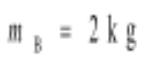 m_B = 2 kg